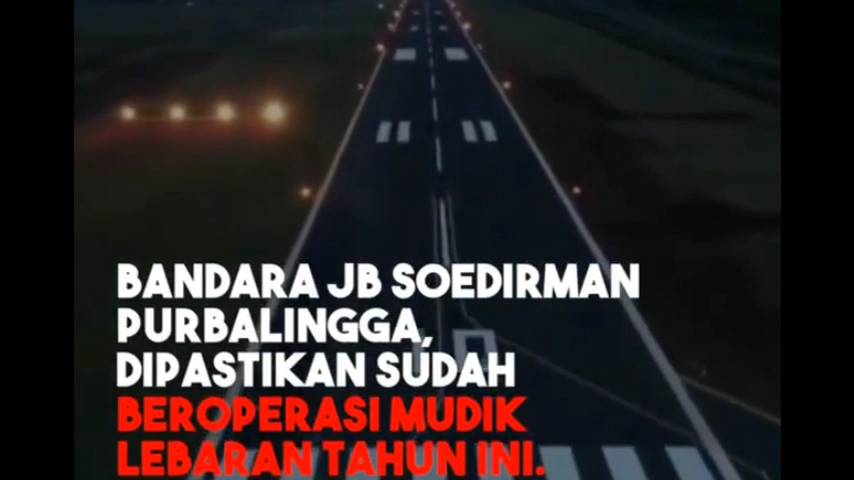 BANDARA JB SOEDIRMAN
PURBALINGGA,
DIPASTIKAN SUDAH
BEROPERASI MUDIK
LEBARAN TAHUN INI.